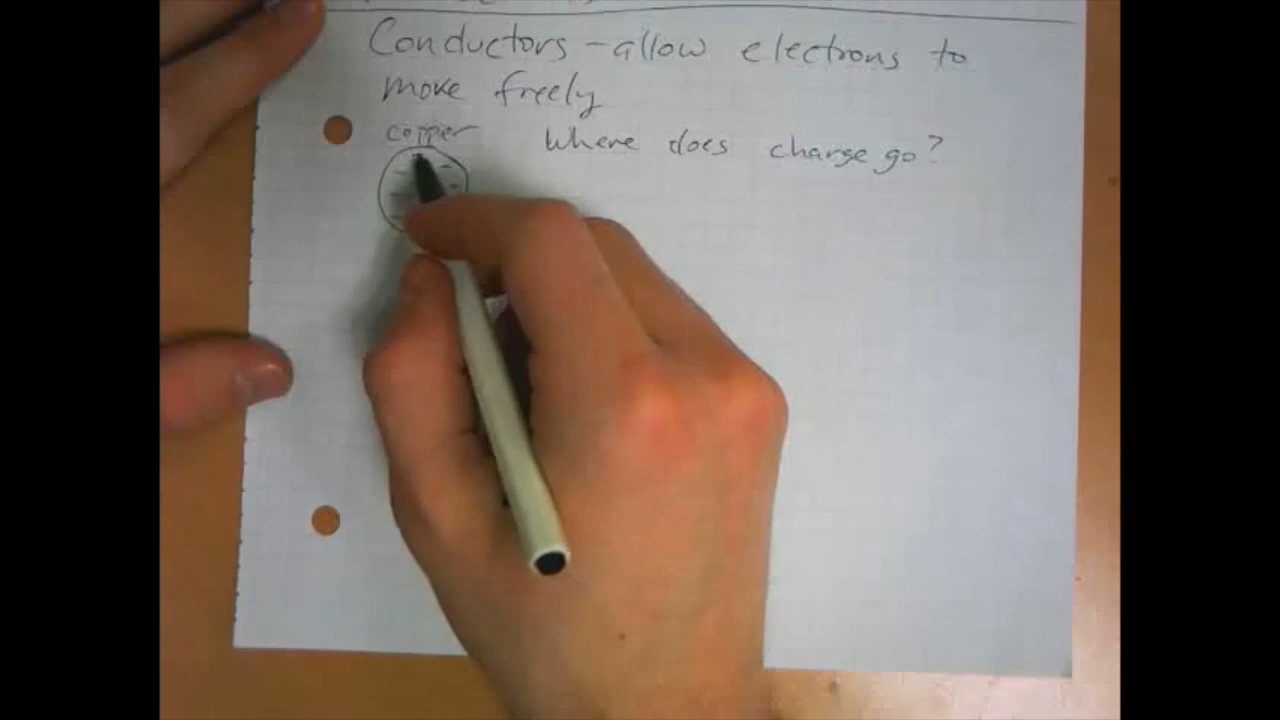 Conductors - allow electrons to
move freely
copper Where does charge go?